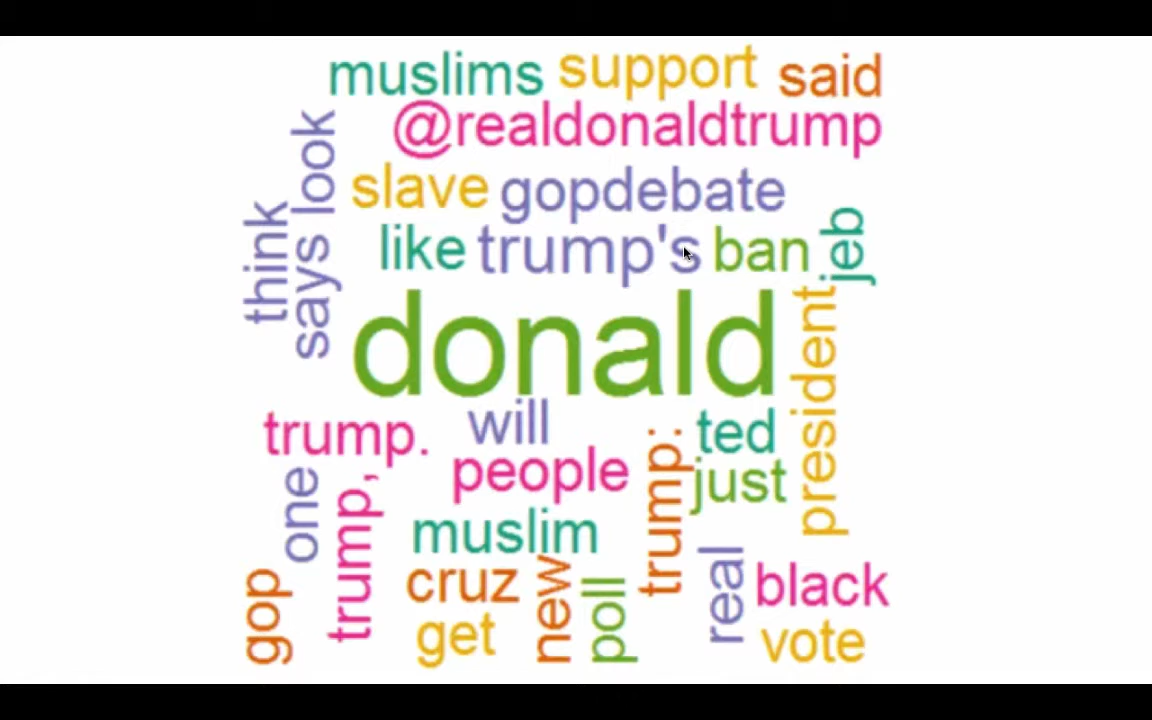 muslims support said
@realdonaldtrump
look
slave gopdebate
think
says
like trump's ban
jeb
donald
president
trump. will
ted
people
just
one
trump,
trump:
muslim
gop
cruz
new
poll
real
black
get
vote